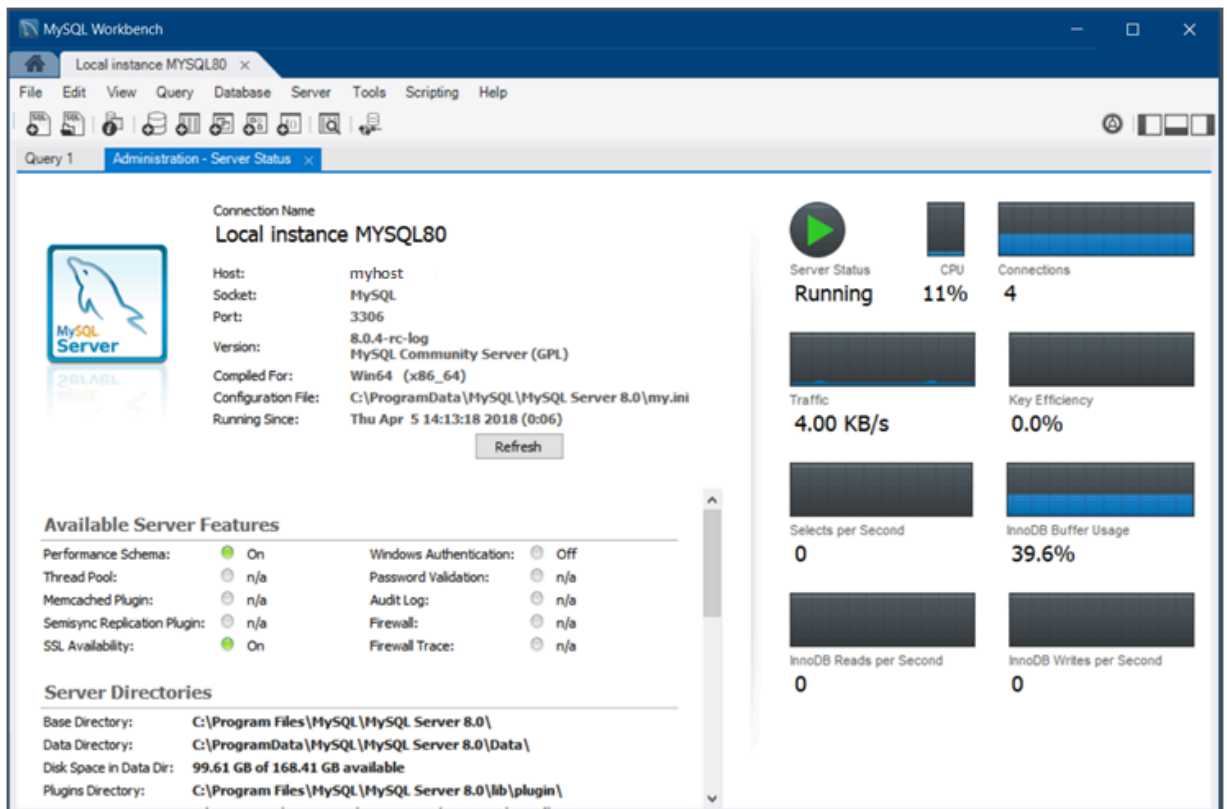 MySQL Workbench
Local instance MYSQL80
File Edit View Query Database Server Tools Scripting Help
Query 1 Administration - Server Status
Connection Name
Local instance MYSQL80
Host: myhost
Socket: MySQL
Port: 3306
Version: 8.0.4-rc-log
MySQL Community Server (GPL)
Compiled For: Win64 (x86_64)
Configuration File: C:\ProgramData\MySQL\MySQL Server 8.0\my.ini
Running Since: Thu Apr 5 14:13:18 2018 (0:06)
Refresh
MySQL
Server
Server Status CPU Connections
Running 11% 4
Traffic Key Efficiency
4.00 KB/s 0.0%
Selects per Second InnoDB Buffer Usage
0 39.6%
InnoDB Reads per Second InnoDB Writes per Second
0 0
Available Server Features
Performance Schema: On Windows Authentication: Off
Thread Pool: n/a Password Validation: n/a
Memcached Plugin: n/a Audit Log: n/a
Semisync Replication Plugin: n/a Firewall: n/a
SSL Availability: On Firewall Trace: n/a
Server Directories
Base Directory: C:\Program Files\MySQL\MySQL Server 8.0\
Data Directory: C:\ProgramData\MySQL\MySQL Server 8.0\Data\
Disk Space in Data Dir: 99.61 GB of 168.41 GB available
Plugins Directory: C:\Program Files\MySQL\MySQL Server 8.0\lib\plugin\